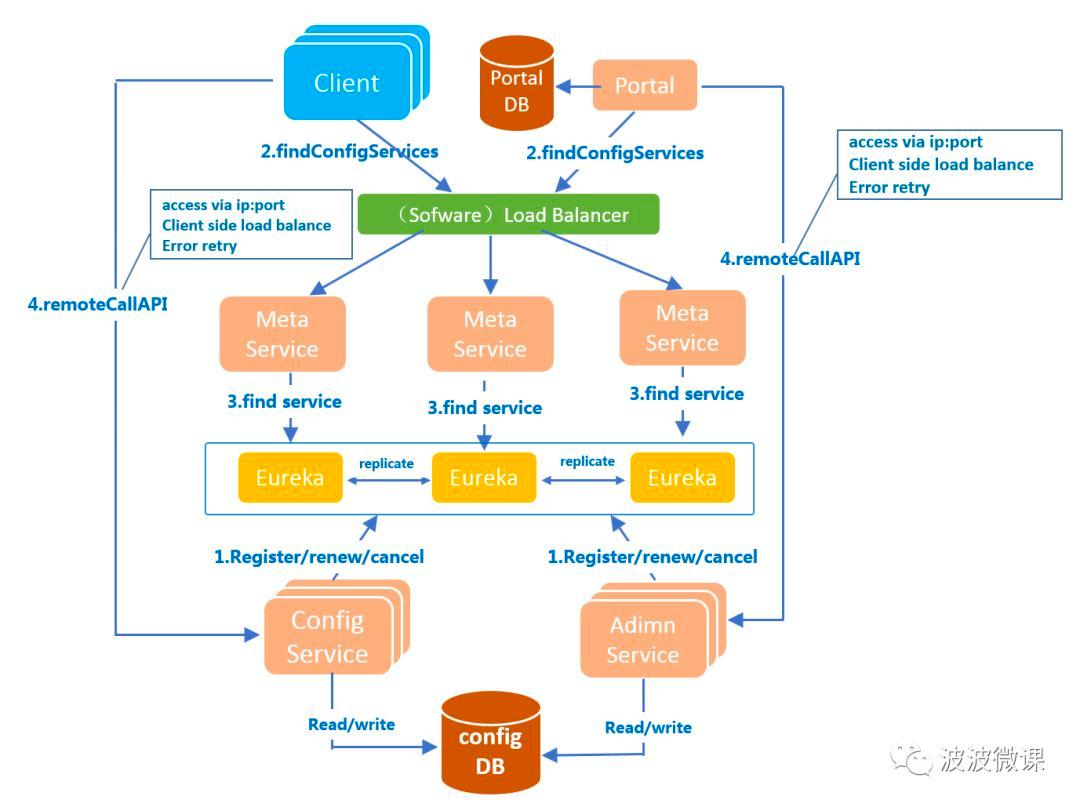 Client
Portal
DB
Portal
2.findConfigServices
2.findConfigServices
access via ip:port
Client side load balance
Error retry
access via ip:port
Client side load balance
Error retry
（Sofware）Load Balancer
4.remoteCallAPI
4.remoteCallAPI
Meta
Service
Meta
Service
Meta
Service
3.find service
3.find service
3.find service
Eureka
replicate
Eureka
replicate
Eureka
1.Register/renew/cancel
1.Register/renew/cancel
Config
Service
Adimn
Service
Read/write
Read/write
config
DB
波波微课